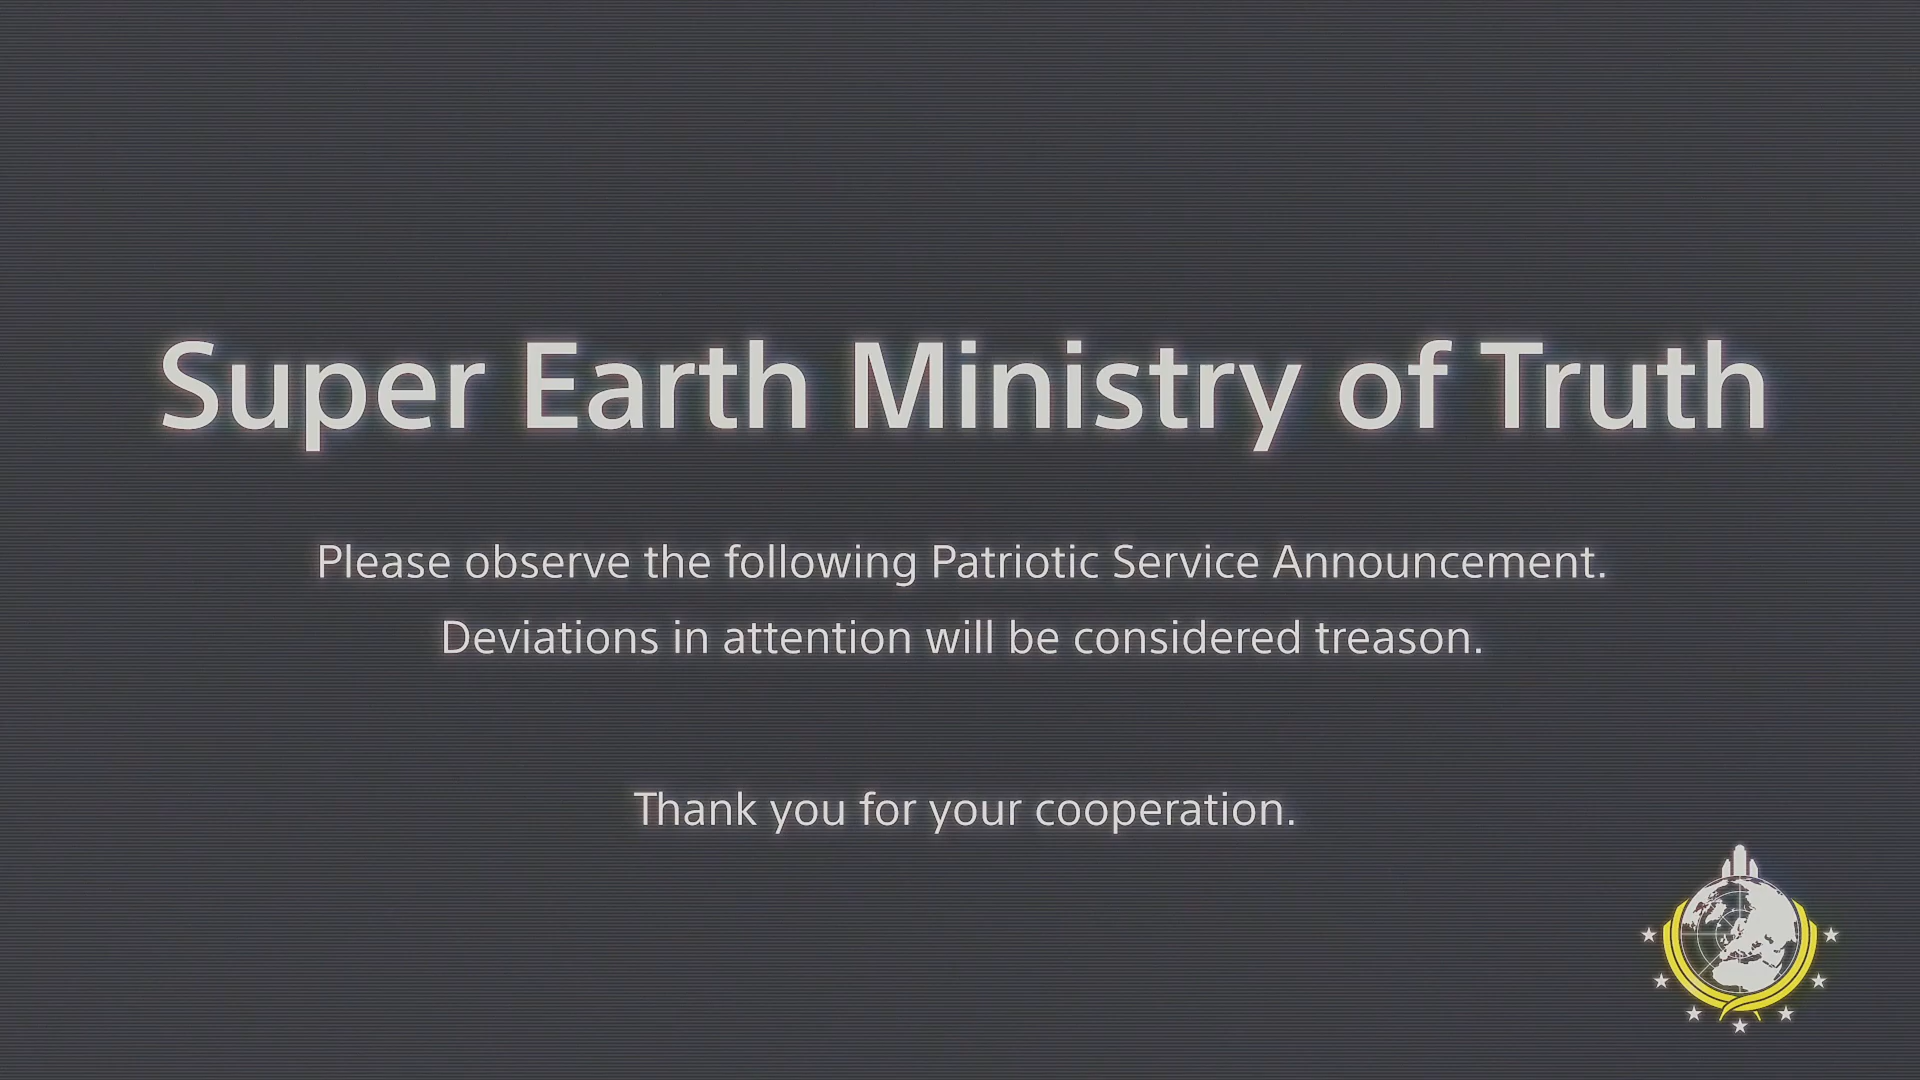 Super Earth Ministry of Truth
Please observe the following Patriotic Service Announcement.
Deviations in attention will be considered treason.
Thank you for your cooperation.